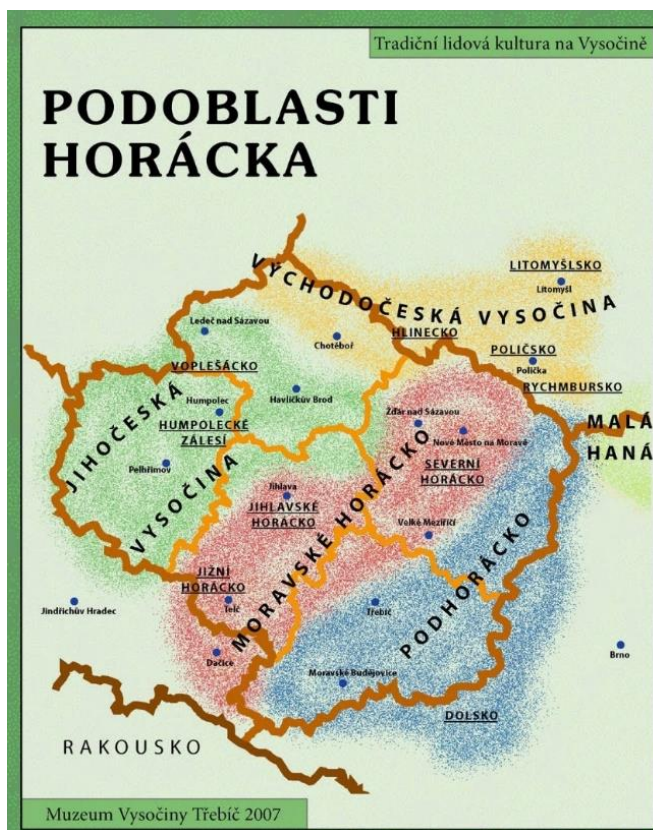 Tradiční lidová kultura na Vysočině
PODOBLASTI
HORÁCKA
VÝCHODOČESKÁ VYSOČINA
LITOMYŠLSKO
Litomyšl
Ledeč nad Sázavou
Chotěboř
HLINECKO
POLIČSKO
Polička
VOPLEŠÁCKO
RYCHMBURSKO
JIHOČESKÁ
VYSOČINA
Humpolec
Havlíčkův Brod
HUMPOLECKÉ
ZÁLESÍ
Žďár nad Sázavou
Nové Město na Moravě
MALÁ
HANÁ
Pelhřimov
SEVERNÍ
HORÁCKO
Jihlava
JIHLAVSKÉ
HORÁCKO
MORAVSKÉ HORÁCKO
Velké Meziříčí
JIŽNÍ
HORÁCKO
Telč
Jindřichův Hradec
Třebíč
PODHORÁCKO
Dačice
Brno
Moravské Budějovice
DOLSKO
RAKOUSKO
Muzeum Vysočiny Třebíč 2007